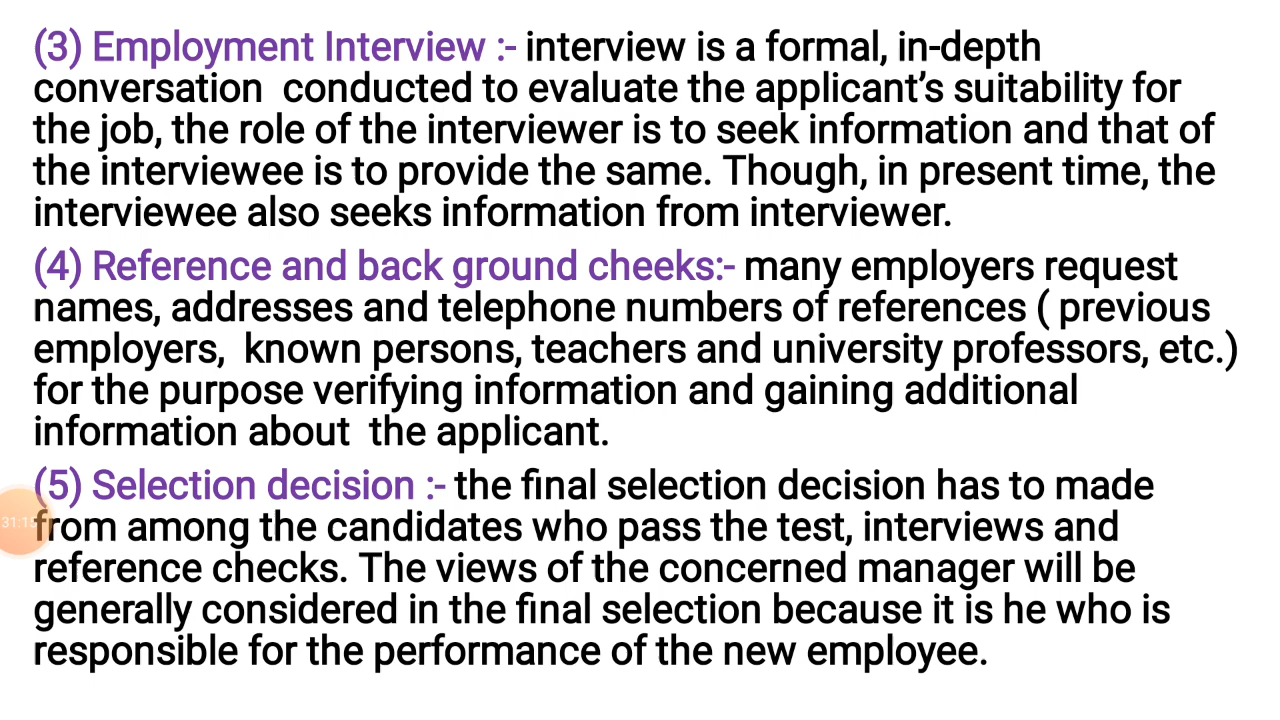 (3) Employment Interview :- interview is a formal, in-depth
conversation  conducted to evaluate the applicant’s suitability for
the job, the role of the interviewer is to seek information and that of
the interviewee is to provide the same. Though, in present time, the
interviewee also seeks information from interviewer.
(4) Reference and back ground cheeks:- many employers request
names, addresses and telephone numbers of references ( previous
employers,  known persons, teachers and university professors, etc.)
for the purpose verifying information and gaining additional
information about  the applicant.
(5) Selection decision :- the final selection decision has to made
from among the candidates who pass the test, interviews and
reference checks. The views of the concerned manager will be
generally considered in the final selection because it is he who is
responsible for the performance of the new employee.